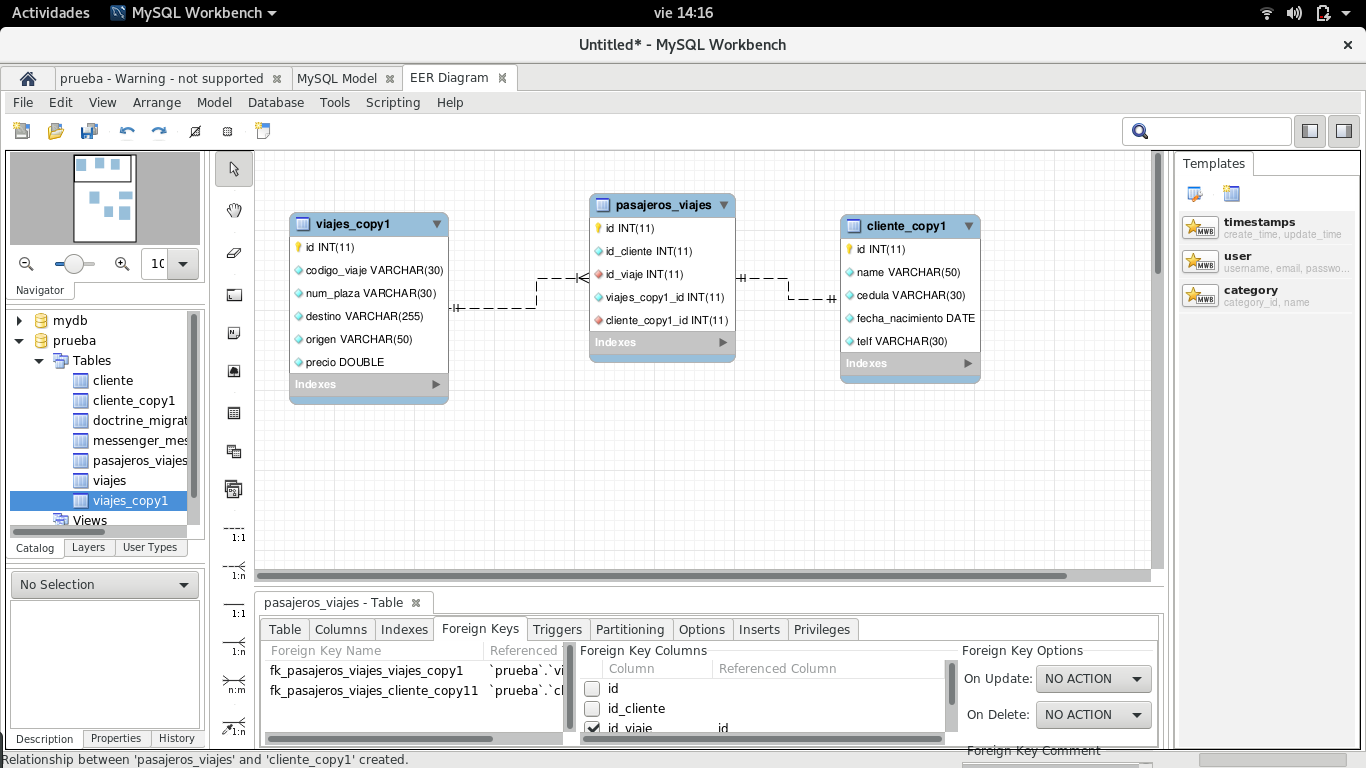 Actividades MySQL Workbench vie 14:16
Untitled* - MySQL Workbench
prueba - Warning - not supported MySQL Model EER Diagram
File Edit View Arrange Model Database Tools Scripting Help
Navigator
mydb
prueba
Tables
cliente
cliente_copy1
doctrine_migrat
messenger_mes
pasajeros_viajes
viajes
viajes_copy1
Views
Catalog Layers User Types
No Selection
Description Properties History
1:1
1:n
1:1
1:n
n:m
1:n
viajes_copy1
id INT(11)
codigo_viaje VARCHAR(30)
num_plaza VARCHAR(30)
destino VARCHAR(255)
origen VARCHAR(50)
precio DOUBLE
Indexes
pasajeros_viajes
id INT(11)
id_cliente INT(11)
id_viaje INT(11)
viajes_copy1_id INT(11)
cliente_copy1_id INT(11)
Indexes
cliente_copy1
id INT(11)
name VARCHAR(50)
cedula VARCHAR(30)
fecha_nacimiento DATE
telf VARCHAR(30)
Indexes
Templates
timestamps
create_time, update_time
user
username, email, passwo...
category
category_id, name
pasajeros_viajes - Table
Table Columns Indexes Foreign Keys Triggers Partitioning Options Inserts Privileges
Foreign Key Name Referenced
fk_pasajeros_viajes_viajes_copy1 `prueba`.`vi
fk_pasajeros_viajes_cliente_copy11 `prueba`.`cl
Foreign Key Columns
Column Referenced Column
id
id_cliente
id_viaje id
Foreign Key Options
On Update: NO ACTION
On Delete: NO ACTION
Foreign Key Comment
Relationship between 'pasajeros_viajes' and 'cliente_copy1' created.